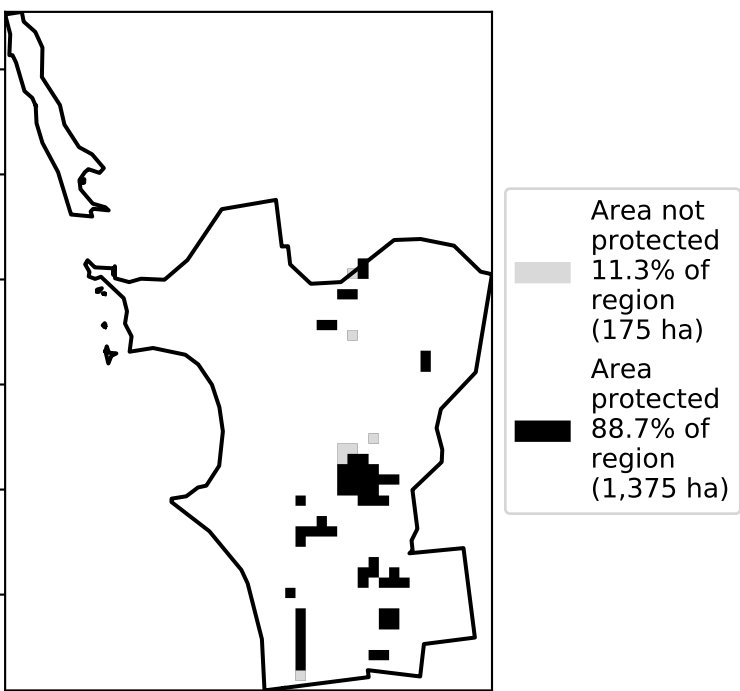 Area not
protected
11.3% of
region
(175 ha)
Area
protected
88.7% of
region
(1,375 ha)